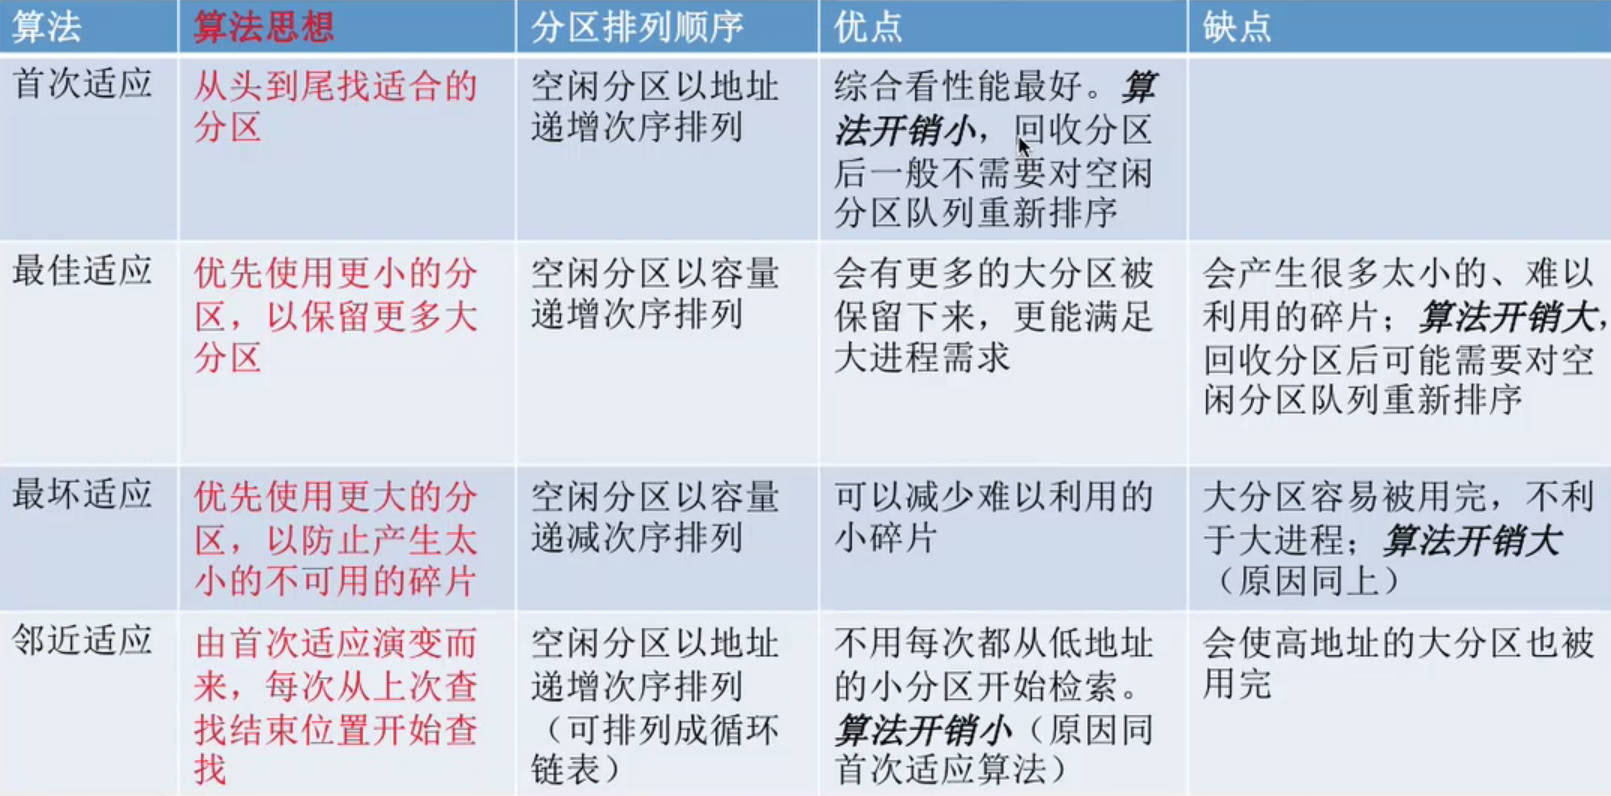 算法
算法思想
分区排列顺序
优点
缺点
首次适应
从头到尾找适合的
分区
空闲分区以地址
递增次序排列
综合看性能最好。算
法开销小，回收分区
后一般不需要对空闲
分区队列重新排序
最佳适应
优先使用更小的分
区，以保留更多大
分区
空闲分区以容量
递增次序排列
会有更多的大分区被
保留下来，更能满足
大进程需求
会产生很多太小的、难以
利用的碎片；算法开销大，
回收分区后可能需要对空
闲分区队列重新排序
最坏适应
优先使用更大的分
区，以防止产生太
小的不可用的碎片
空闲分区以容量
递减次序排列
可以减少难以利用的
小碎片
大分区容易被用完，不利
于大进程；算法开销大
（原因同上）
邻近适应
由首次适应演变而
来，每次从上次查
找结束位置开始查
找
空闲分区以地址
递增次序排列
（可排列成循环
链表）
不用每次都从低地址
的小分区开始检索。
算法开销小（原因同
首次适应算法）
会使高地址的大分区也被
用完